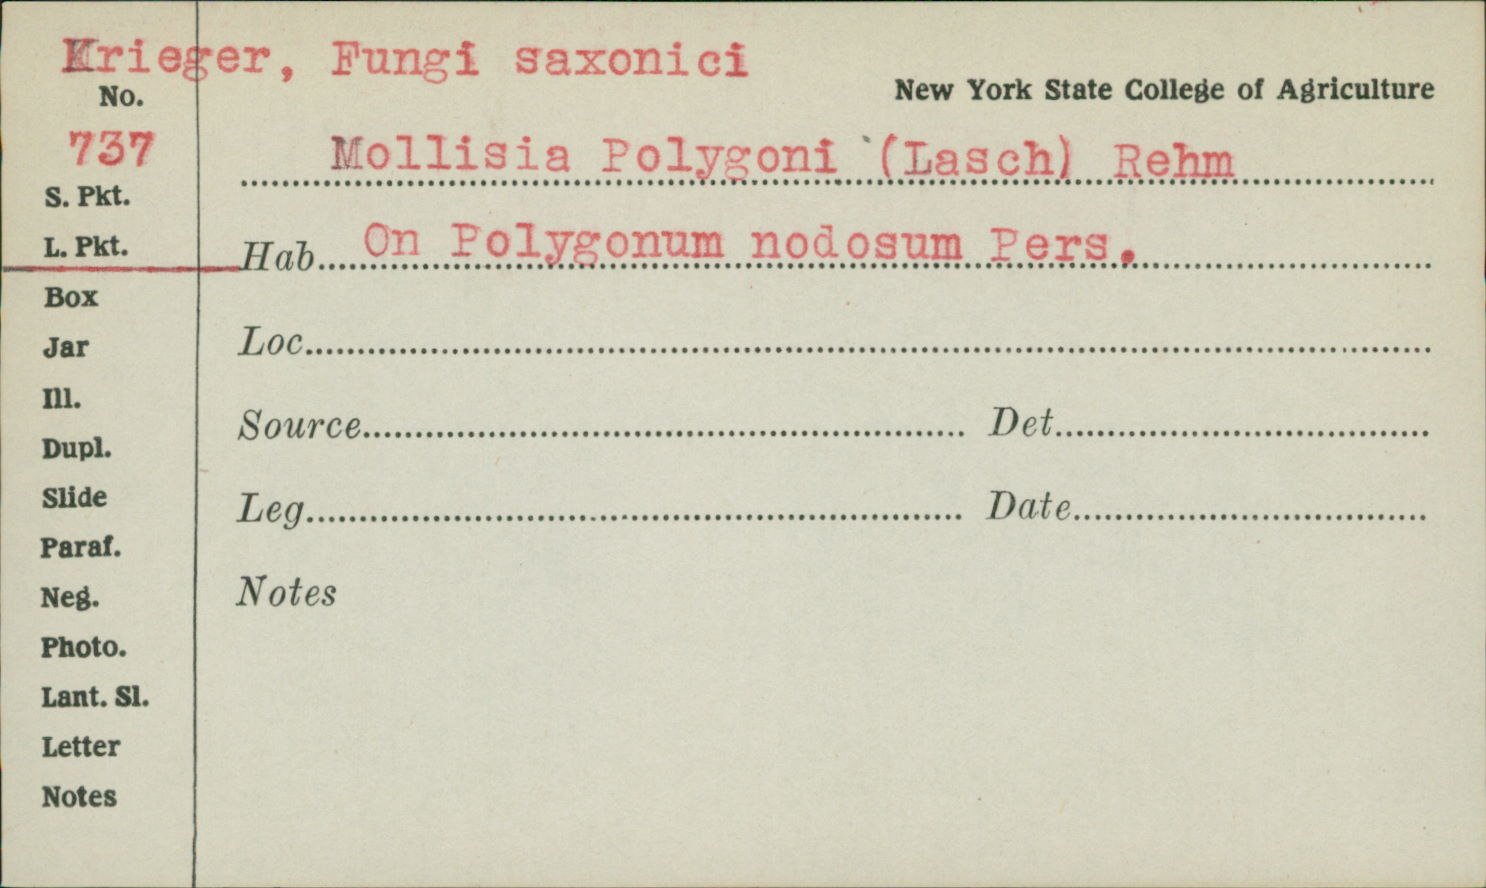 Krieger, Fungi saxonici
No.
New York State College of Agriculture
737
Mollisia Polygoni (Lasch) Rehm
S. Pkt.
L. Pkt.
Hab. On Polygonum nodosum Pers.
Box
Jar
Loc.
Ill.
Source Det.
Dupl.
Slide
Leg. Date
Paraf.
Neg.
Notes
Photo.
Lant. Sl.
Letter
Notes